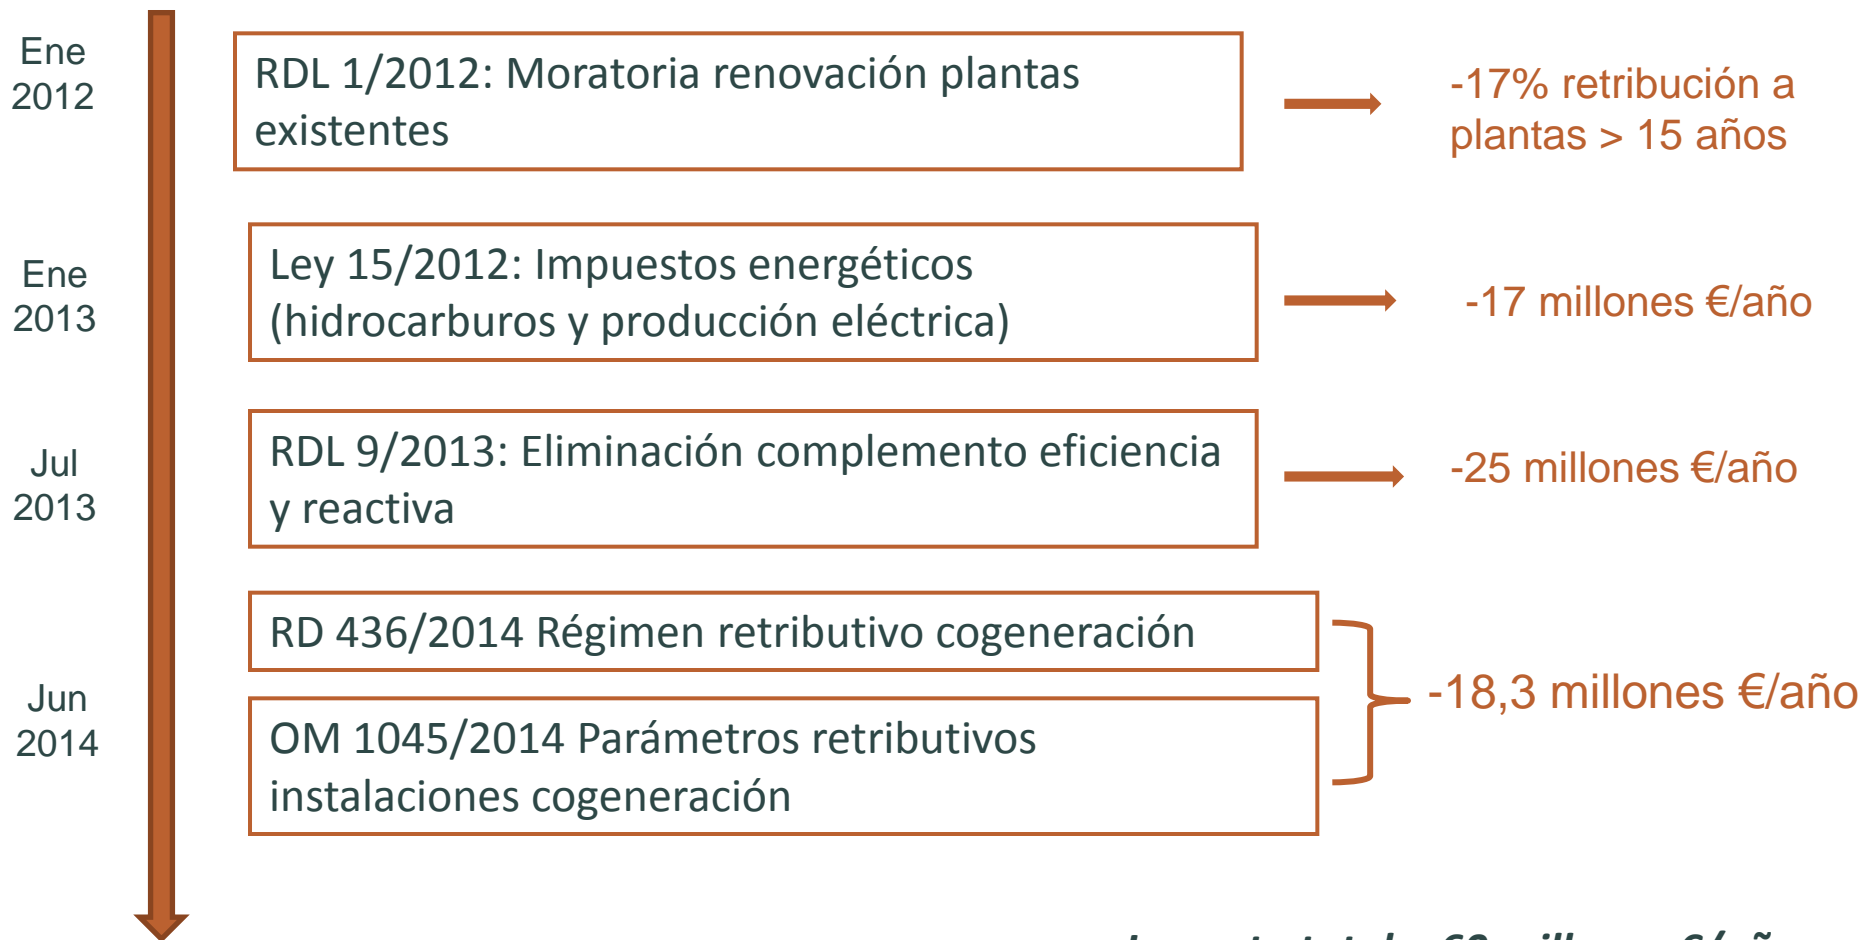 Ene
2012
RDL 1/2012: Moratoria renovación plantas
existentes
-17% retribución a
plantas > 15 años
Ene
2013
Ley 15/2012: Impuestos energéticos
(hidrocarburos y producción eléctrica)
-17 millones €/año
Jul
2013
RDL 9/2013: Eliminación complemento eficiencia
y reactiva
-25 millones €/año
Jun
2014
RD 436/2014 Régimen retributivo cogeneración
OM 1045/2014 Parámetros retributivos
instalaciones cogeneración
-18,3 millones €/año